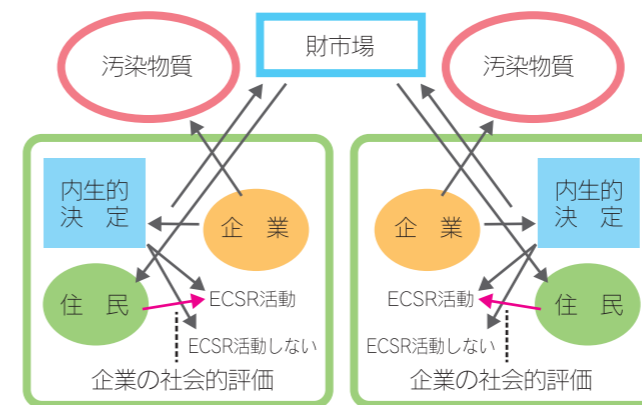 汚染物質
財市場
汚染物質
内生的
決　定
企　業
住　民
ECSR活動
ECSR活動しない
企業の社会的評価
企　業
内生的
決　定
ECSR活動
住　民
ECSR活動しない
企業の社会的評価